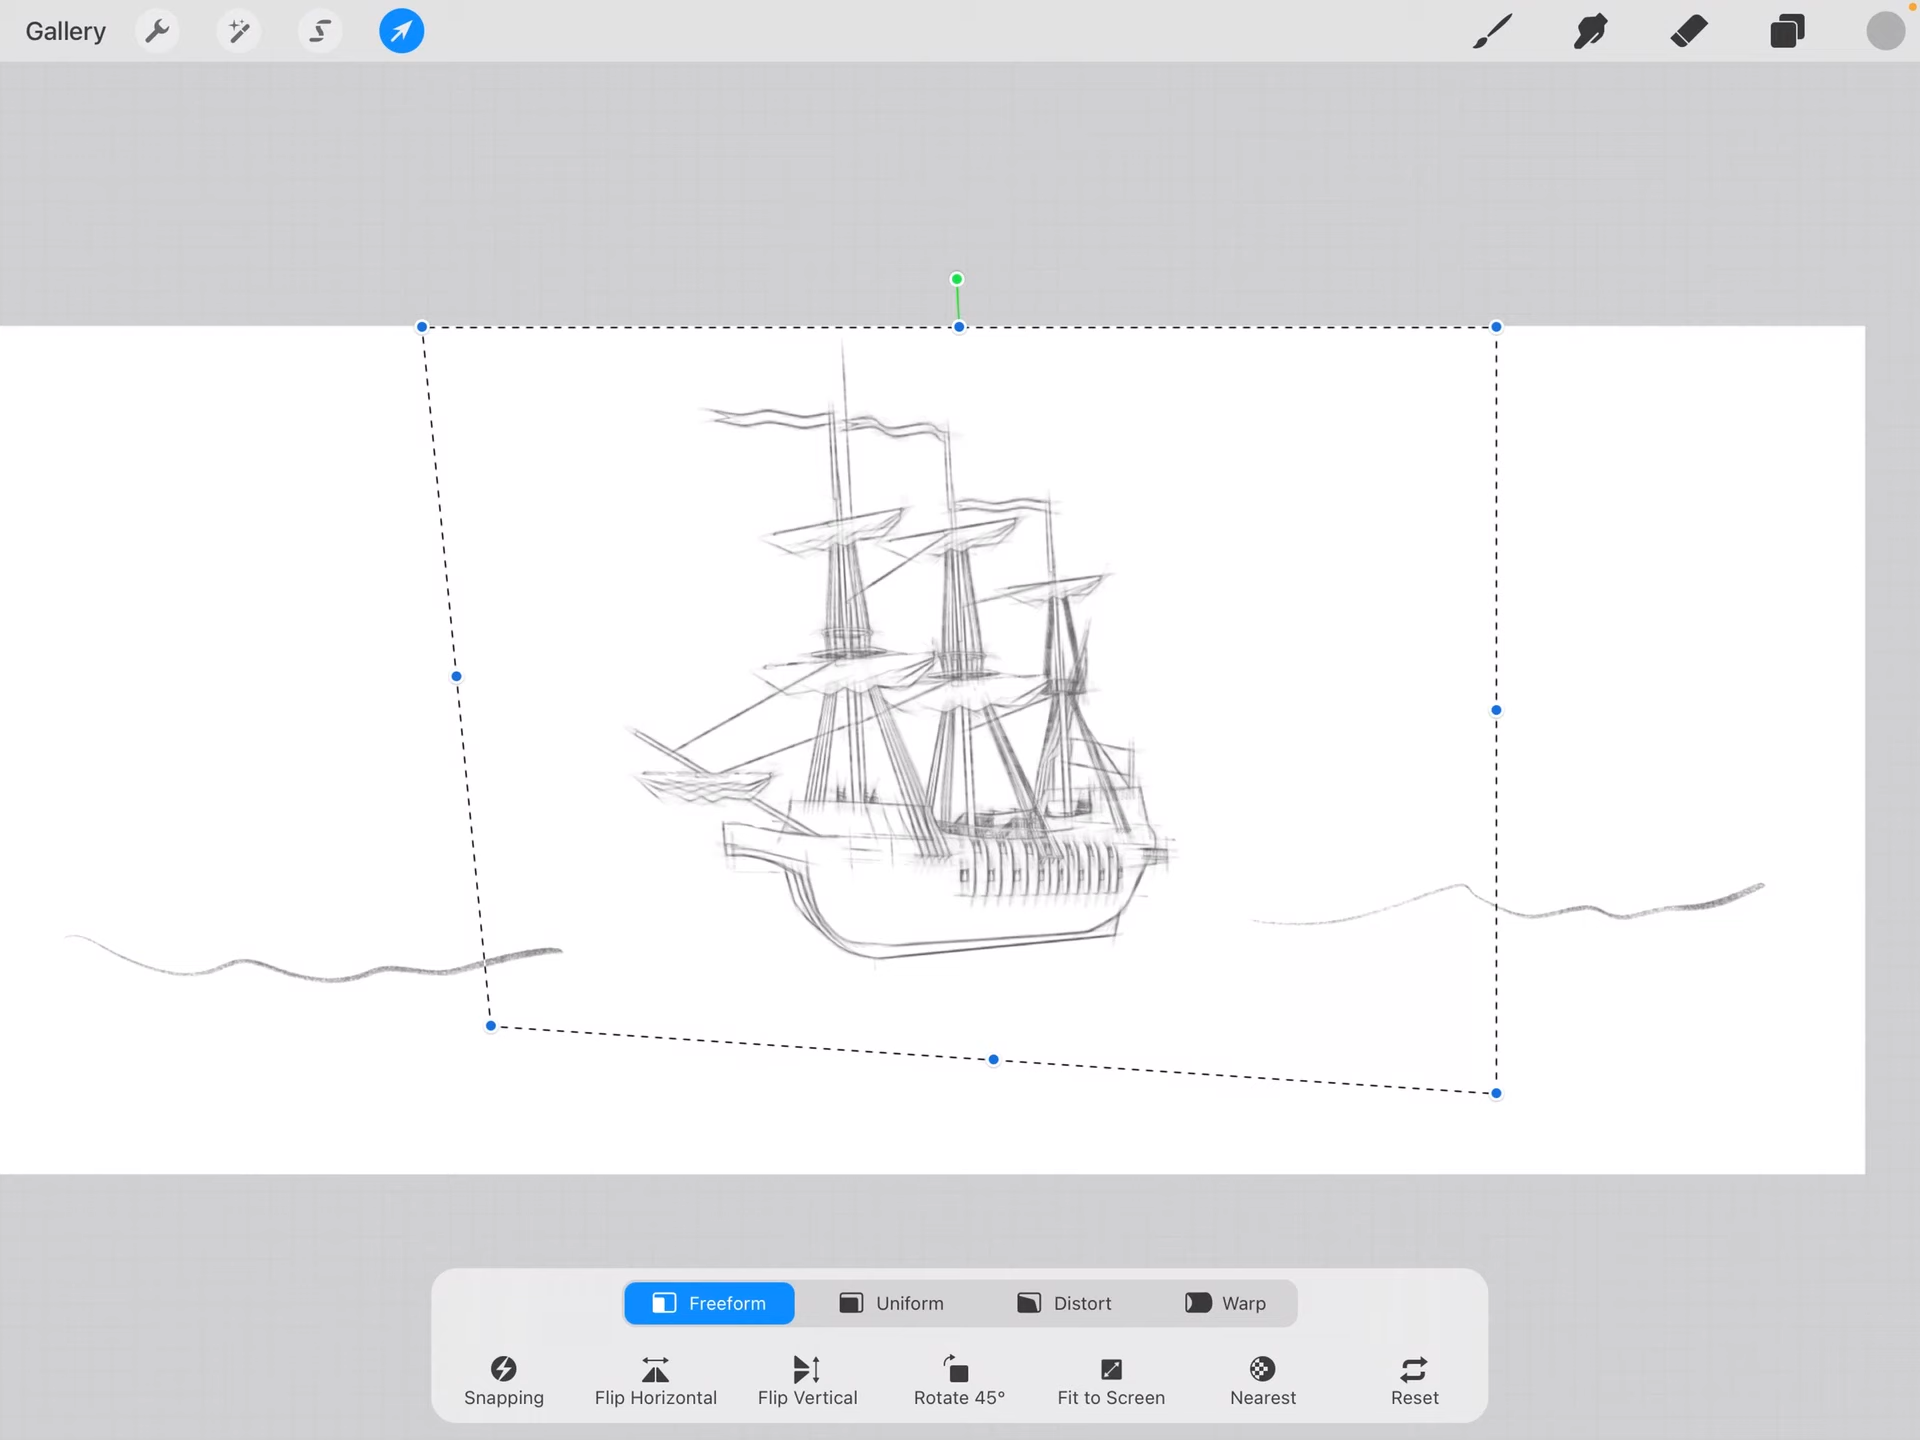 Gallery
Freeform Uniform Distort Warp
Snapping Flip Horizontal Flip Vertical Rotate 45° Fit to Screen Nearest Reset